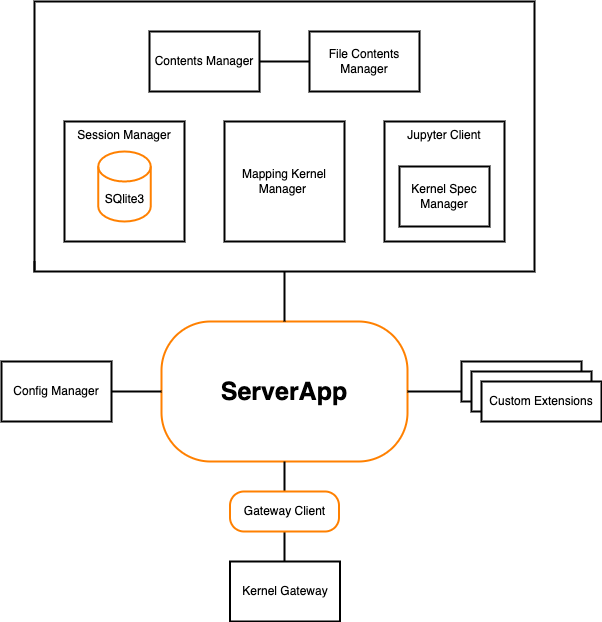 Contents Manager
File Contents
Manager
Session Manager
SQlite3
Mapping Kernel
Manager
Jupyter Client
Kernel Spec
Manager
Config Manager
ServerApp
Custom Extensions
Gateway Client
Kernel Gateway